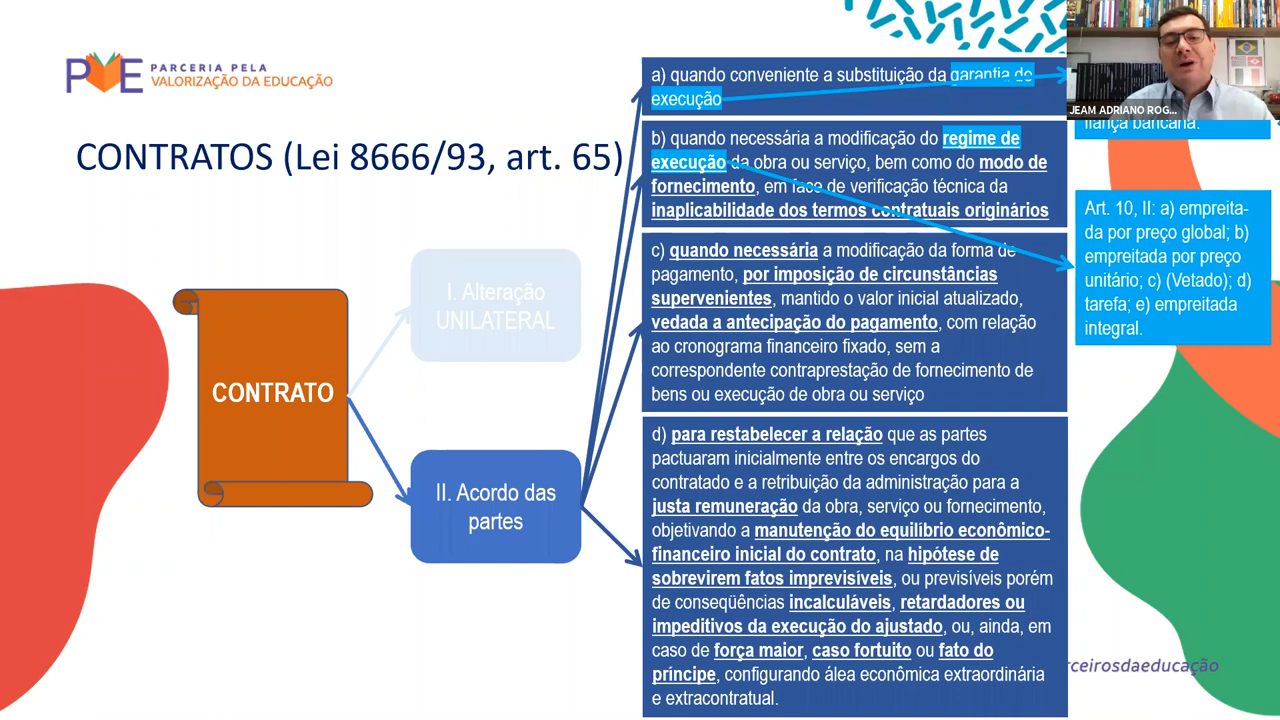 PVE PARCERIA PELA
VALORIZAÇÃO DA EDUCAÇÃO
CONTRATOS (Lei 8666/93, art. 65)
CONTRATO
I. Alteração
UNILATERAL
II. Acordo das
partes
a) quando conveniente a substituição da garantia de
execução
b) quando necessária a modificação do regime de
execução da obra ou serviço, bem como do modo de
fornecimento, em face de verificação técnica da
inaplicabilidade dos termos contratuais originários
c) quando necessária a modificação da forma de
pagamento, por imposição de circunstâncias
supervenientes, mantido o valor inicial atualizado,
vedada a antecipação do pagamento, com relação
ao cronograma financeiro fixado, sem a
correspondente contraprestação de fornecimento de
bens ou execução de obra ou serviço
d) para restabelecer a relação que as partes
pactuaram inicialmente entre os encargos do
contratado e a retribuição da administração para a
justa remuneração da obra, serviço ou fornecimento,
objetivando a manutenção do equilibrio econômico-
financeiro inicial do contrato, na hipótese de
sobrevirem fatos imprevisíveis, ou previsíveis porém
de conseqüências incalculáveis, retardadores ou
impeditivos da execução do ajustado, ou, ainda, em
caso de força maior, caso fortuito ou fato do
príncipe, configurando álea econômica extraordinária
e extracontratual.
JEAM ADRIANO ROG...
fiança bancária.
Art. 10, II: a) empreita-
da por preço global; b)
empreitada por preço
unitário; c) (Vetado); d)
tarefa; e) empreitada
integral.
rceirosdaeducação